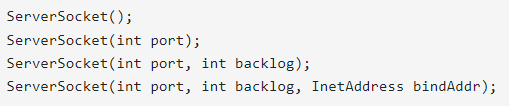 ServerSocket();
ServerSocket(int port);
ServerSocket(int port, int backlog);
ServerSocket(int port, int backlog, InetAddress bindAddr);